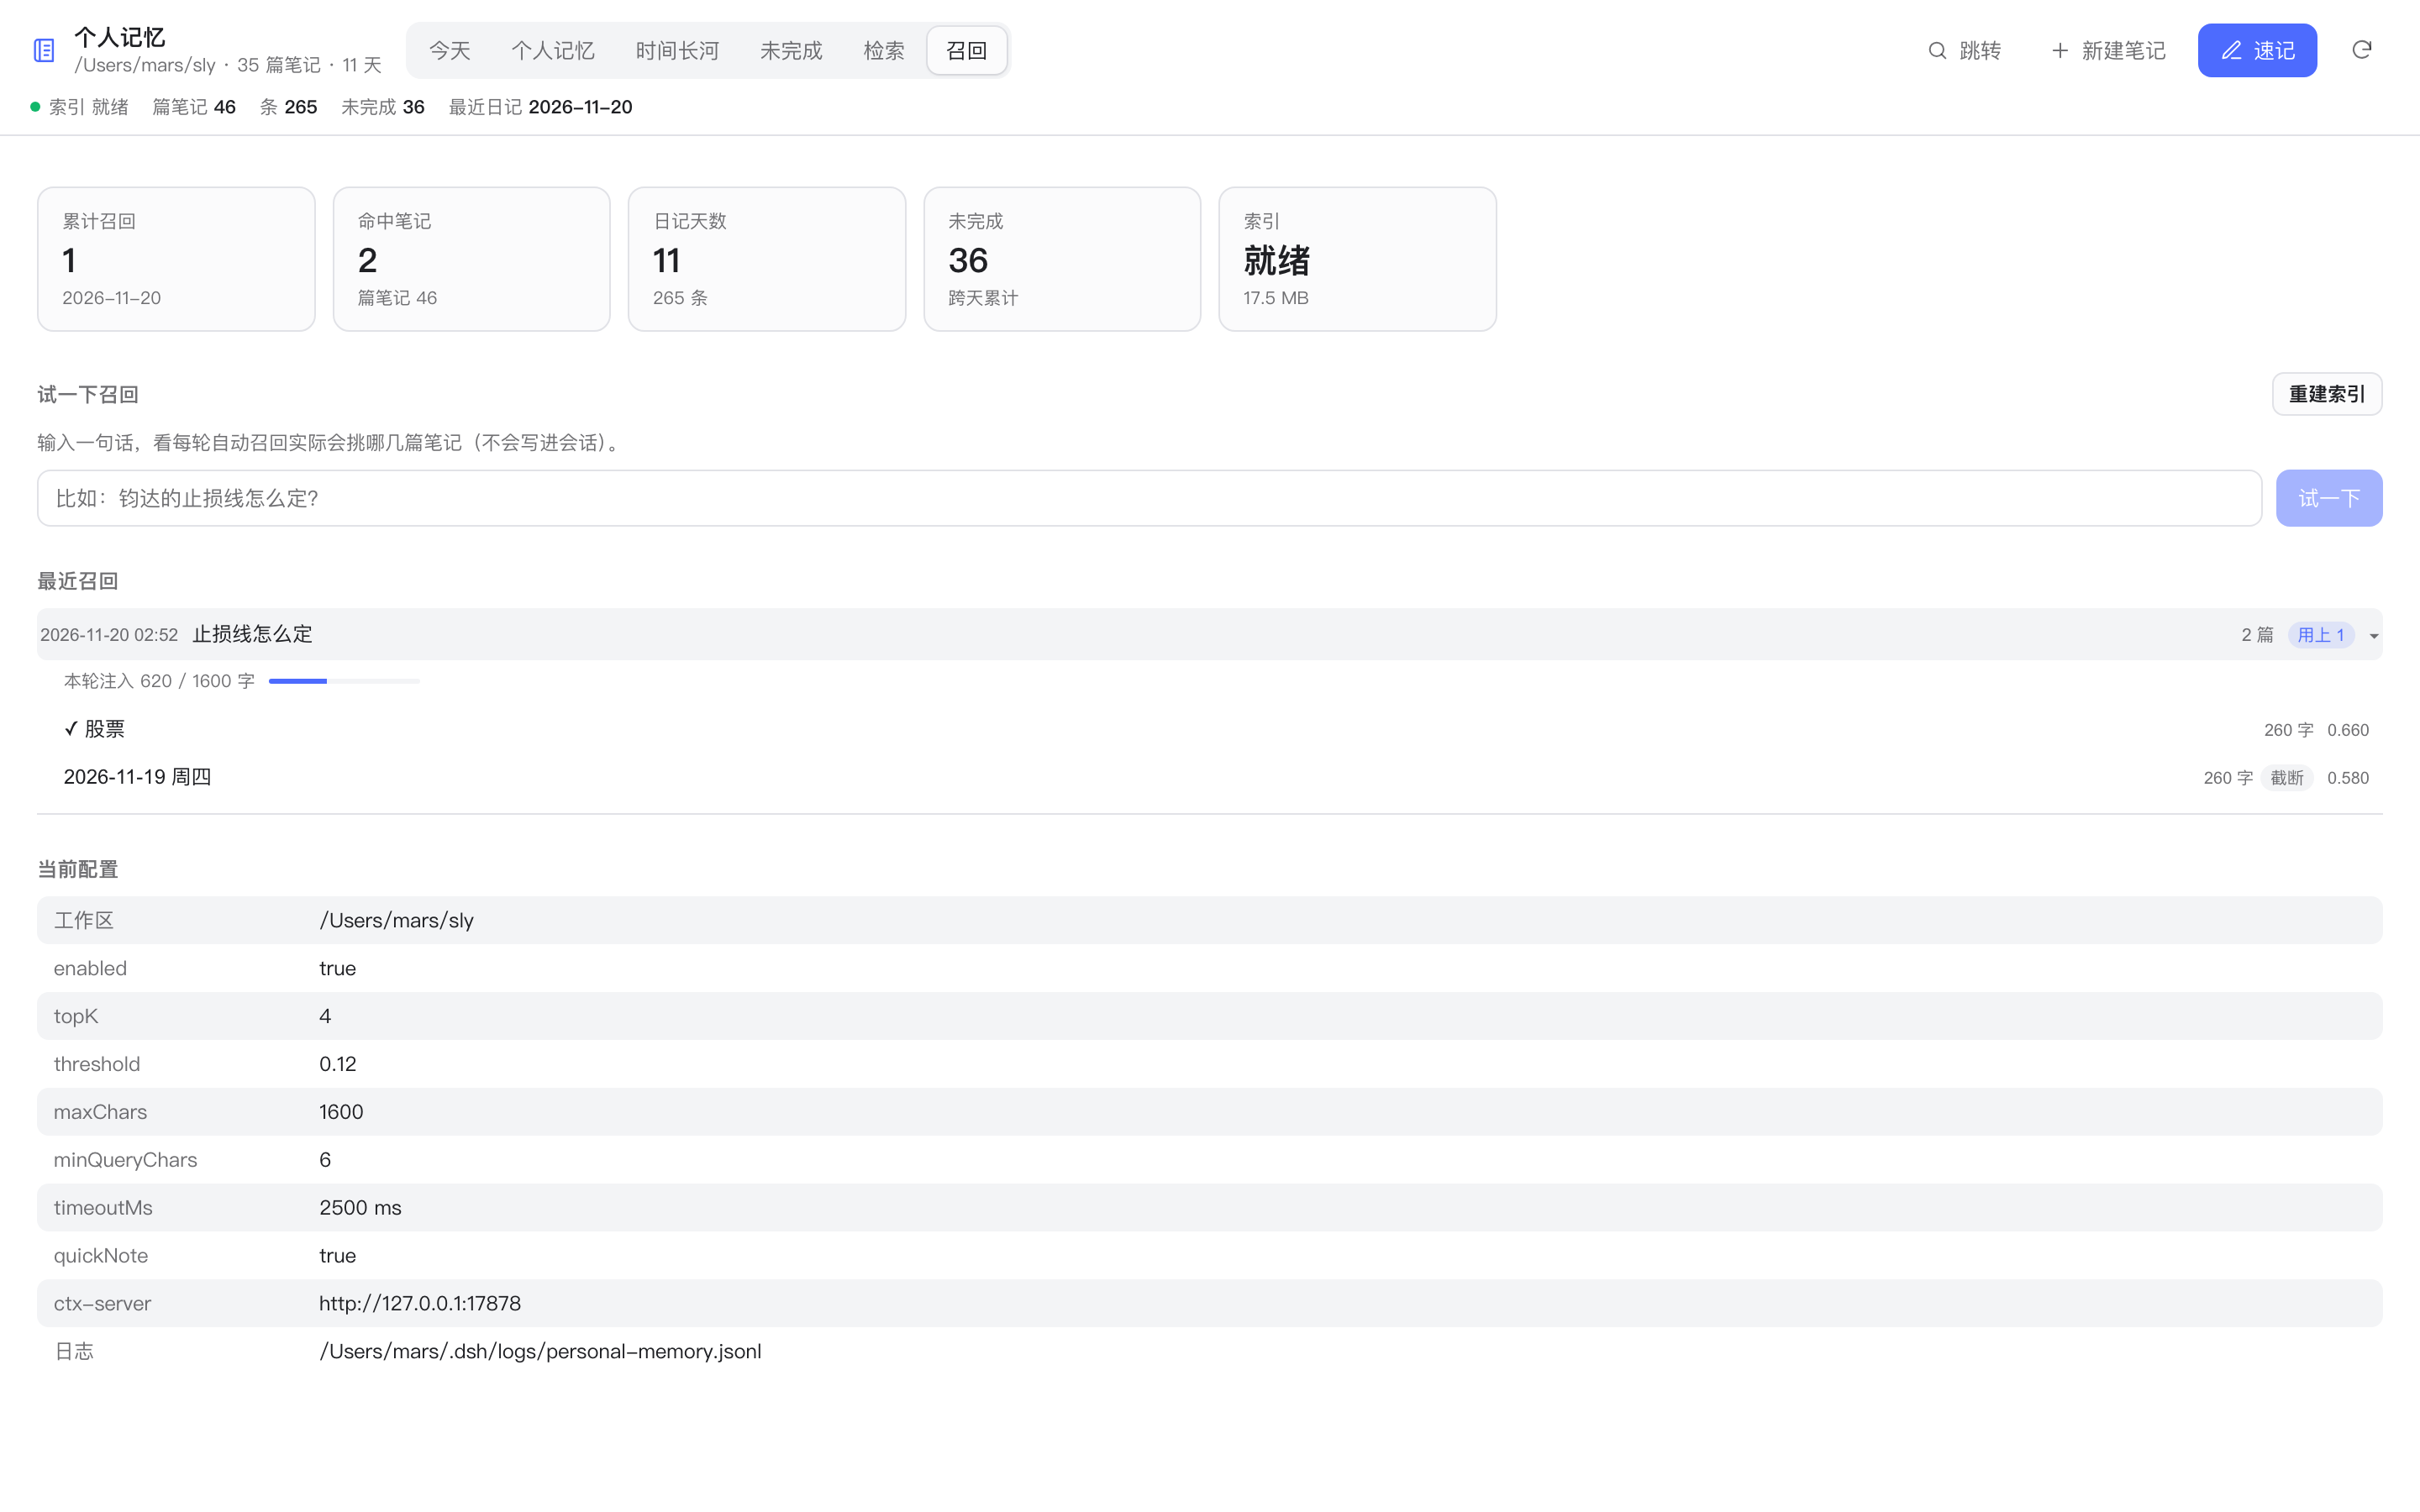 个人记忆
/Users/mars/sly · 35 篇笔记 · 11 天
今天 个人记忆 时间长河 未完成 检索 召回
跳转 新建笔记 速记
索引 就绪 篇笔记 46 条 265 未完成 36 最近日记 2026-11-20
累计召回
1
2026-11-20
命中笔记
2
篇笔记 46
日记天数
11
265 条
未完成
36
跨天累计
索引
就绪
17.5 MB
试一下召回
重建索引
输入一句话，看每轮自动召回实际会挑哪几篇笔记（不会写进会话）。
比如：钧达的止损线怎么定？
试一下
最近召回
2026-11-20 02:52 止损线怎么定 2 篇 用上 1
本轮注入 620 / 1600 字
✓ 股票 260 字 0.660
2026-11-19 周四 260 字 截断 0.580
当前配置
工作区 /Users/mars/sly
enabled true
topK 4
threshold 0.12
maxChars 1600
minQueryChars 6
timeoutMs 2500 ms
quickNote true
ctx-server http://127.0.0.1:17878
日志 /Users/mars/.dsh/logs/personal-memory.jsonl